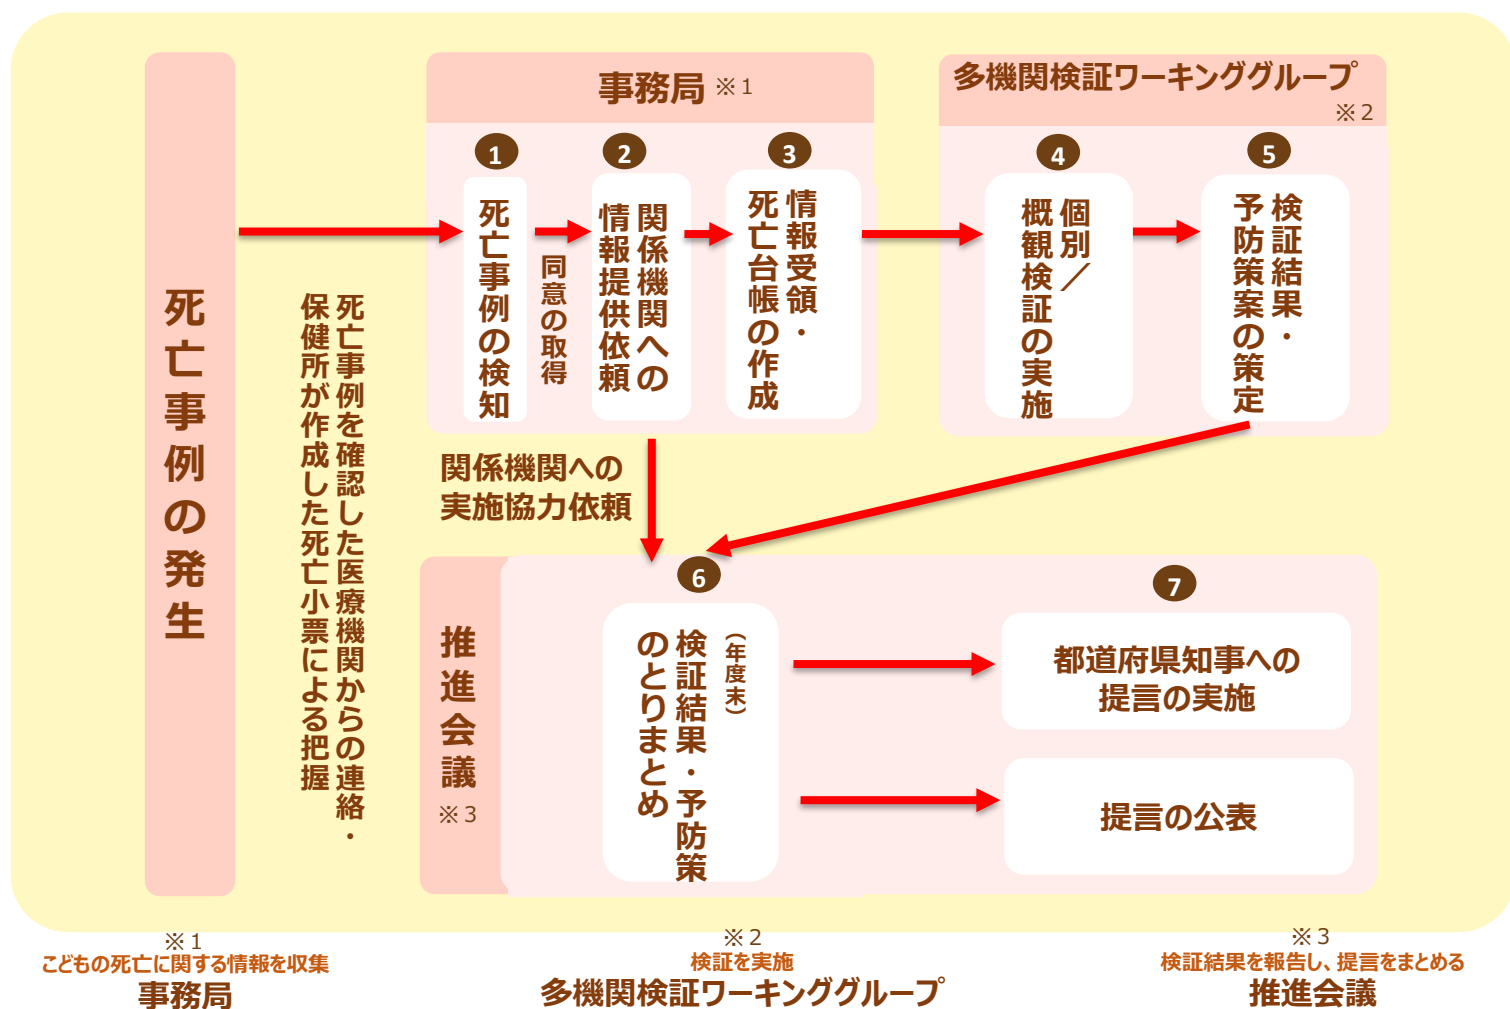 死亡事例の発生
死亡事例を確認した医療機関からの連絡・
保健所が作成した死亡小票による把握
事務局 ※1
1
死亡事例の検知
同意の取得
2
関係機関への
情報提供依頼
3
情報受領・
死亡台帳の作成
多機関検証ワーキンググループ
※2
4
個別／
概観検証の実施
5
検証結果・
予防策案の策定
関係機関への
実施協力依頼
推進会議
※3
6
（年度末）
検証結果・予防策
のとりまとめ
7
都道府県知事への
提言の実施
提言の公表
※1
こどもの死亡に関する情報を収集
事務局
※2
検証を実施
多機関検証ワーキンググループ
※3
検証結果を報告し、提言をまとめる
推進会議